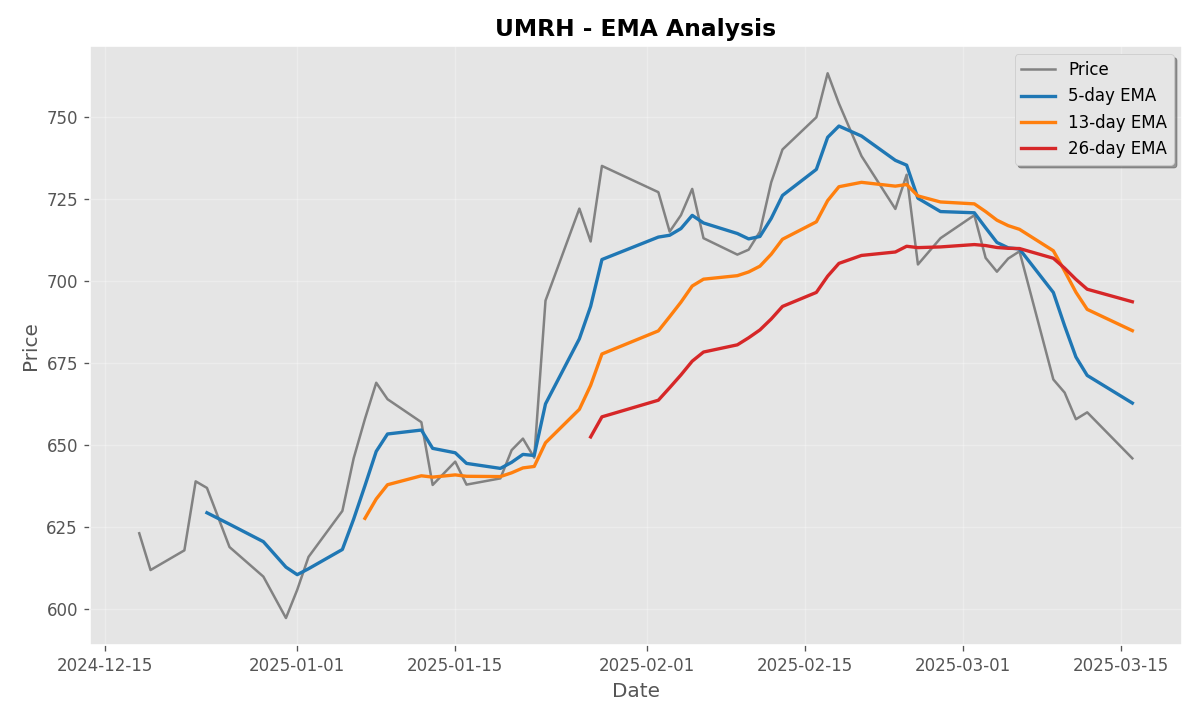 UMRH - EMA Analysis
Price
5-day EMA
13-day EMA
26-day EMA
Price
750
725
700
675
650
625
600
2024-12-15 2025-01-01 2025-01-15 2025-02-01 2025-02-15 2025-03-01 2025-03-15
Date